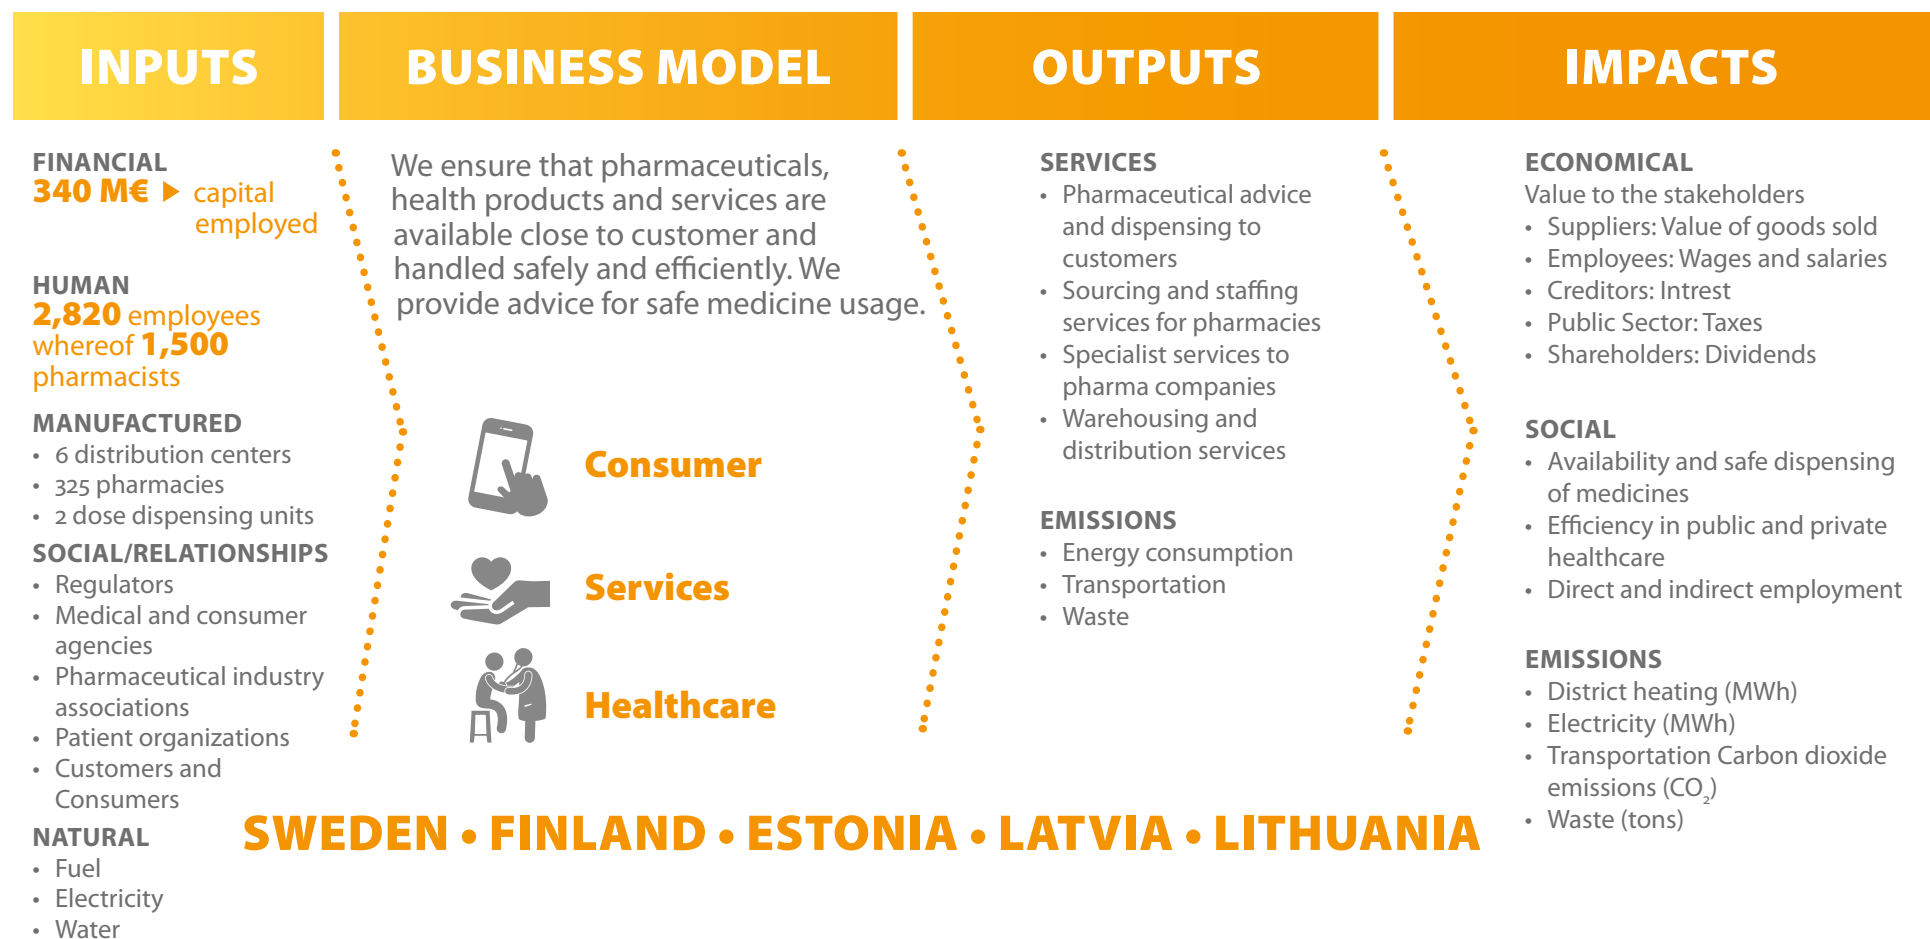 INPUTS
FINANCIAL
340 M€ ▶ capital
employed
HUMAN
2,820 employees
whereof 1,500
pharmacists
MANUFACTURED
• 6 distribution centers
• 325 pharmacies
• 2 dose dispensing units
SOCIAL/RELATIONSHIPS
• Regulators
• Medical and consumer
agencies
• Pharmaceutical industry
associations
• Patient organizations
• Customers and
Consumers
NATURAL
• Fuel
• Electricity
• Water
BUSINESS MODEL
We ensure that pharmaceuticals,
health products and services are
available close to customer and
handled safely and efficiently. We
provide advice for safe medicine usage.
Consumer
Services
Healthcare
OUTPUTS
SERVICES
• Pharmaceutical advice
and dispensing to
customers
• Sourcing and staffing
services for pharmacies
• Specialist services to
pharma companies
• Warehousing and
distribution services
EMISSIONS
• Energy consumption
• Transportation
• Waste
IMPACTS
ECONOMICAL
Value to the stakeholders
• Suppliers: Value of goods sold
• Employees: Wages and salaries
• Creditors: Intrest
• Public Sector: Taxes
• Shareholders: Dividends
SOCIAL
• Availability and safe dispensing
of medicines
• Efficiency in public and private
healthcare
• Direct and indirect employment
EMISSIONS
• District heating (MWh)
• Electricity (MWh)
• Transportation Carbon dioxide
emissions (CO₂)
• Waste (tons)
SWEDEN • FINLAND • ESTONIA • LATVIA • LITHUANIA